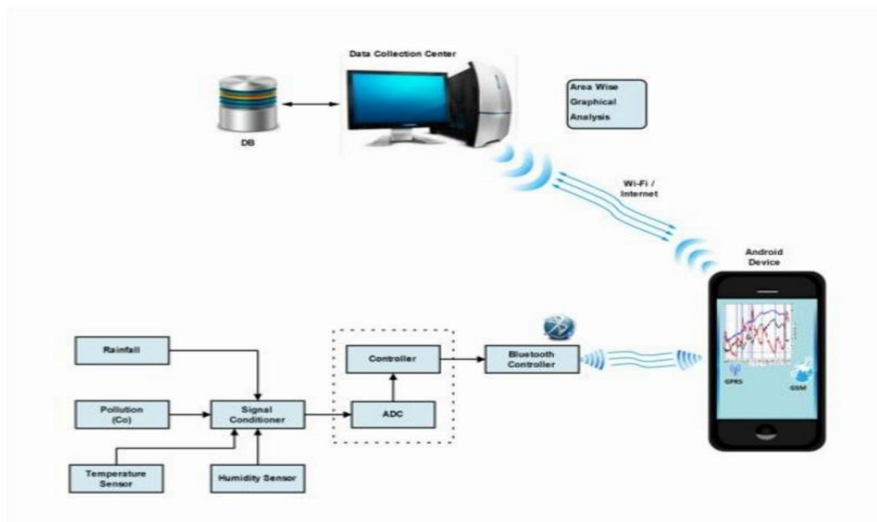 Data Collection Center
DB
Area Wise
Graphical
Analysis
Wi-Fi /
Internet
Android
Device
GPRS
GSM
Rainfall
Controller
Bluetooth
Controller
Pollution
(Co)
Signal
Conditioner
ADC
Temperature
Sensor
Humidity Sensor